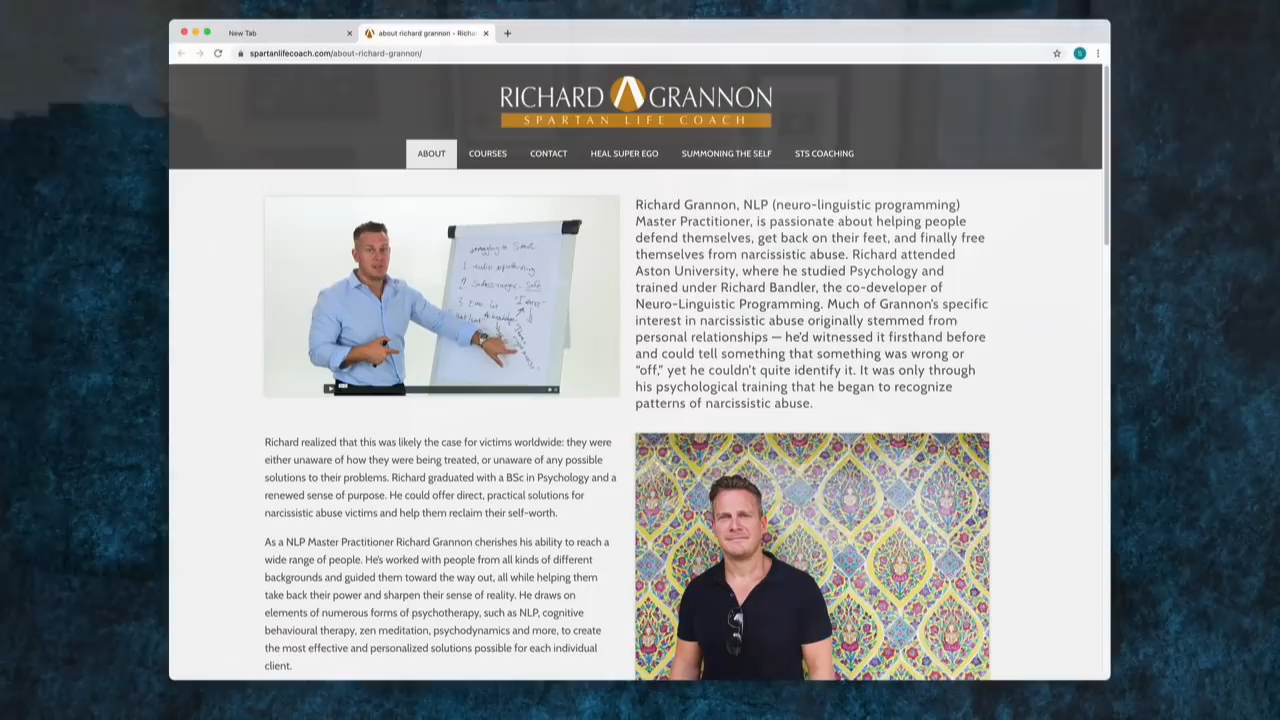 New Tab
about richard grannon - Richa
spartanlifecoach.com/about-richard-grannon/
S
RICHARD GRANNON
SPARTAN LIFE COACH
ABOUT
COURSES
CONTACT
HEAL SUPER EGO
SUMMONING THE SELF
STS COACHING
Richard Grannon, NLP (neuro-linguistic programming)
Master Practitioner, is passionate about helping people
defend themselves, get back on their feet, and finally free
themselves from narcissistic abuse. Richard attended
Aston University, where he studied Psychology and
trained under Richard Bandler, the co-developer of
Neuro-Linguistic Programming. Much of Grannon's specific
interest in narcissistic abuse originally stemmed from
personal relationships — he'd witnessed it firsthand before
and could tell something that something was wrong or
“off,” yet he couldn't quite identify it. It was only through
his psychological training that he began to recognize
patterns of narcissistic abuse.
Richard realized that this was likely the case for victims worldwide: they were
either unaware of how they were being treated, or unaware of any possible
solutions to their problems. Richard graduated with a BSc in Psychology and a
renewed sense of purpose. He could offer direct, practical solutions for
narcissistic abuse victims and help them reclaim their self-worth.
As a NLP Master Practitioner Richard Grannon cherishes his ability to reach a
wide range of people. He's worked with people from all kinds of different
backgrounds and guided them toward the way out, all while helping them
take back their power and sharpen their sense of reality. He draws on
elements of numerous forms of psychotherapy, such as NLP, cognitive
behavioural therapy, zen meditation, psychodynamics and more, to create
the most effective and personalized solutions possible for each individual
client.